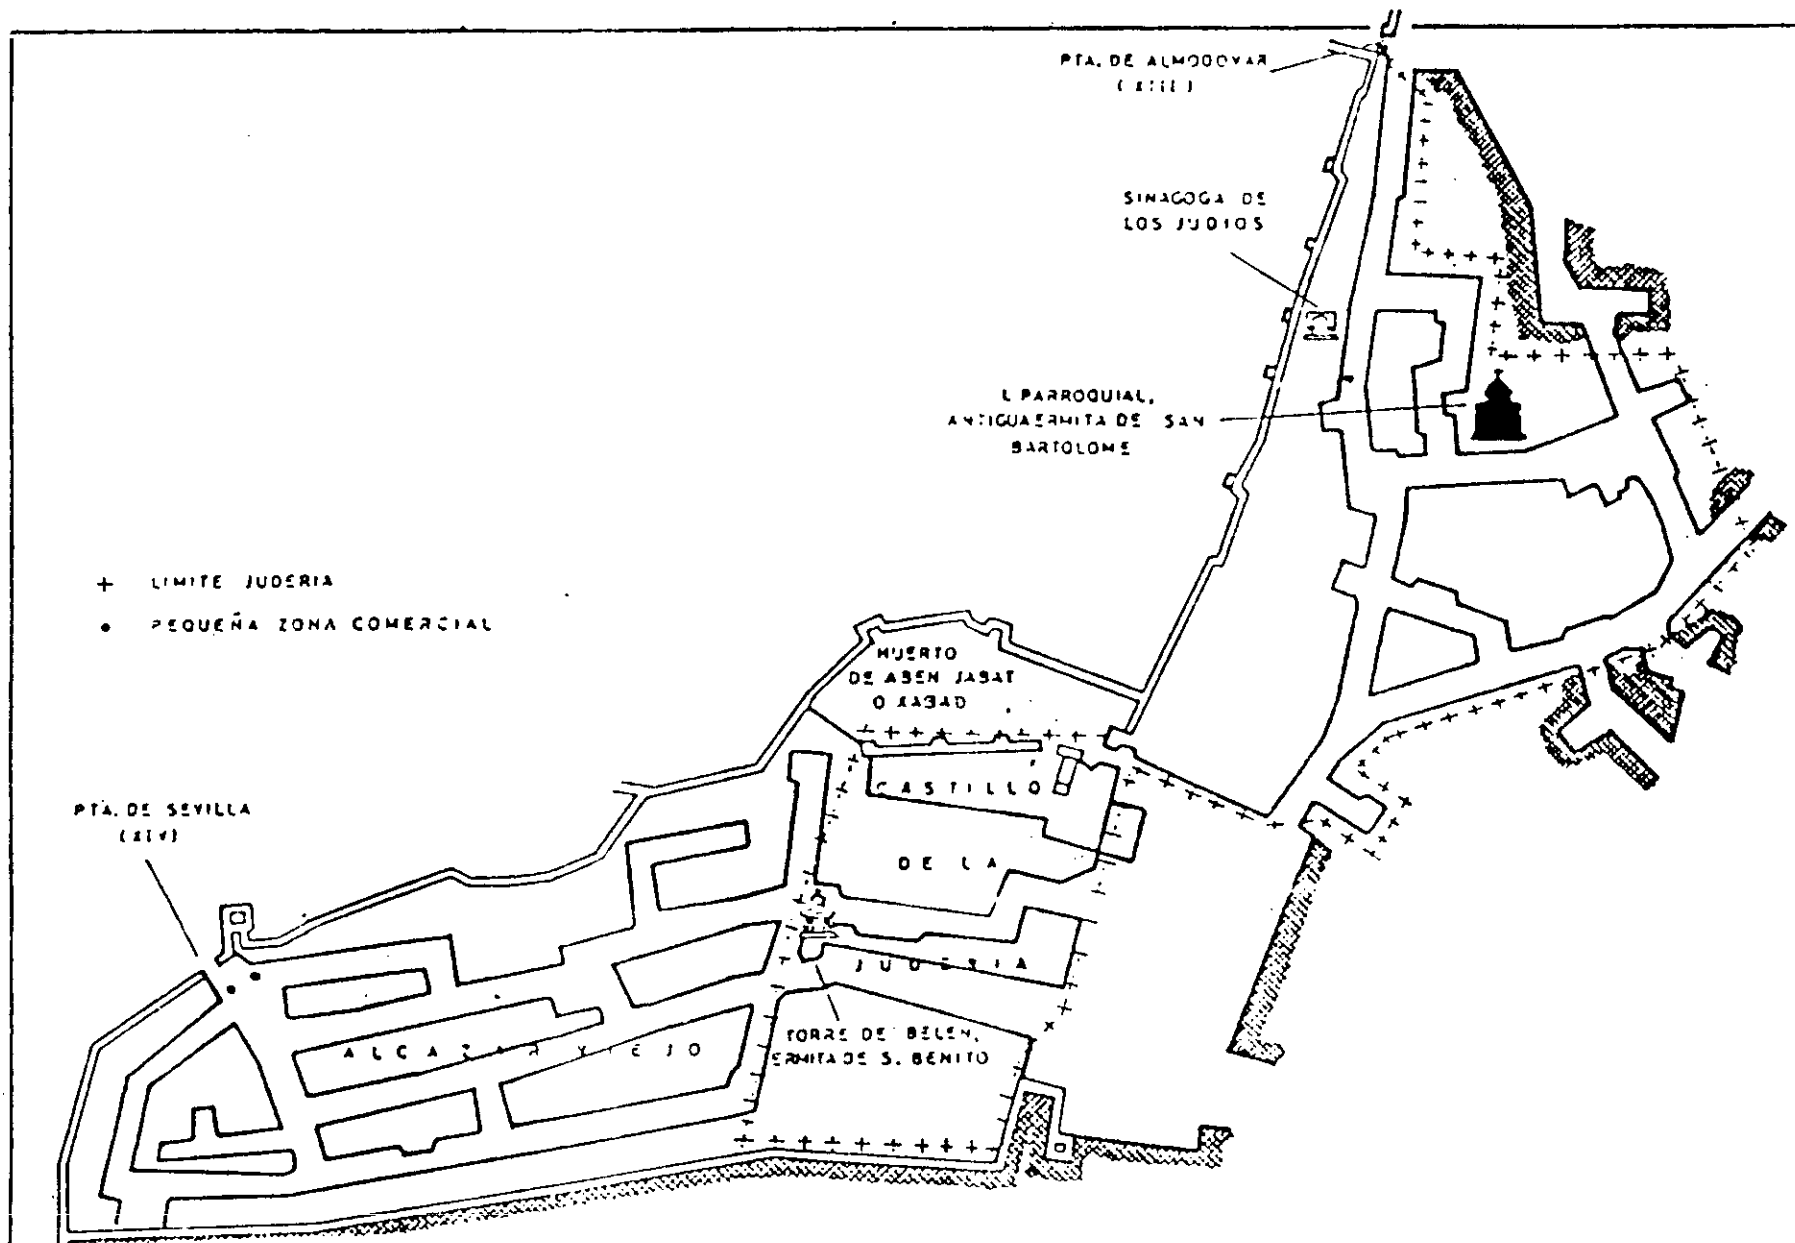 PTA. DE ALMODOVAR
(XIII)
SINAGOGA DE
LOS JUDIOS
I. PARROQUIAL,
ANTIGUA ERMITA DE SAN
BARTOLOME
+ LIMITE JUDERIA
• PEQUEÑA ZONA COMERCIAL
HUERTO
DE ABEN JABAT
O XABAD
CASTILLO
DE LA
JUDERIA
PTA. DE SEVILLA
(XIV)
ALCAZAR VIEJO
TORRE DE BELEN,
ERMITA DE S. BENITO